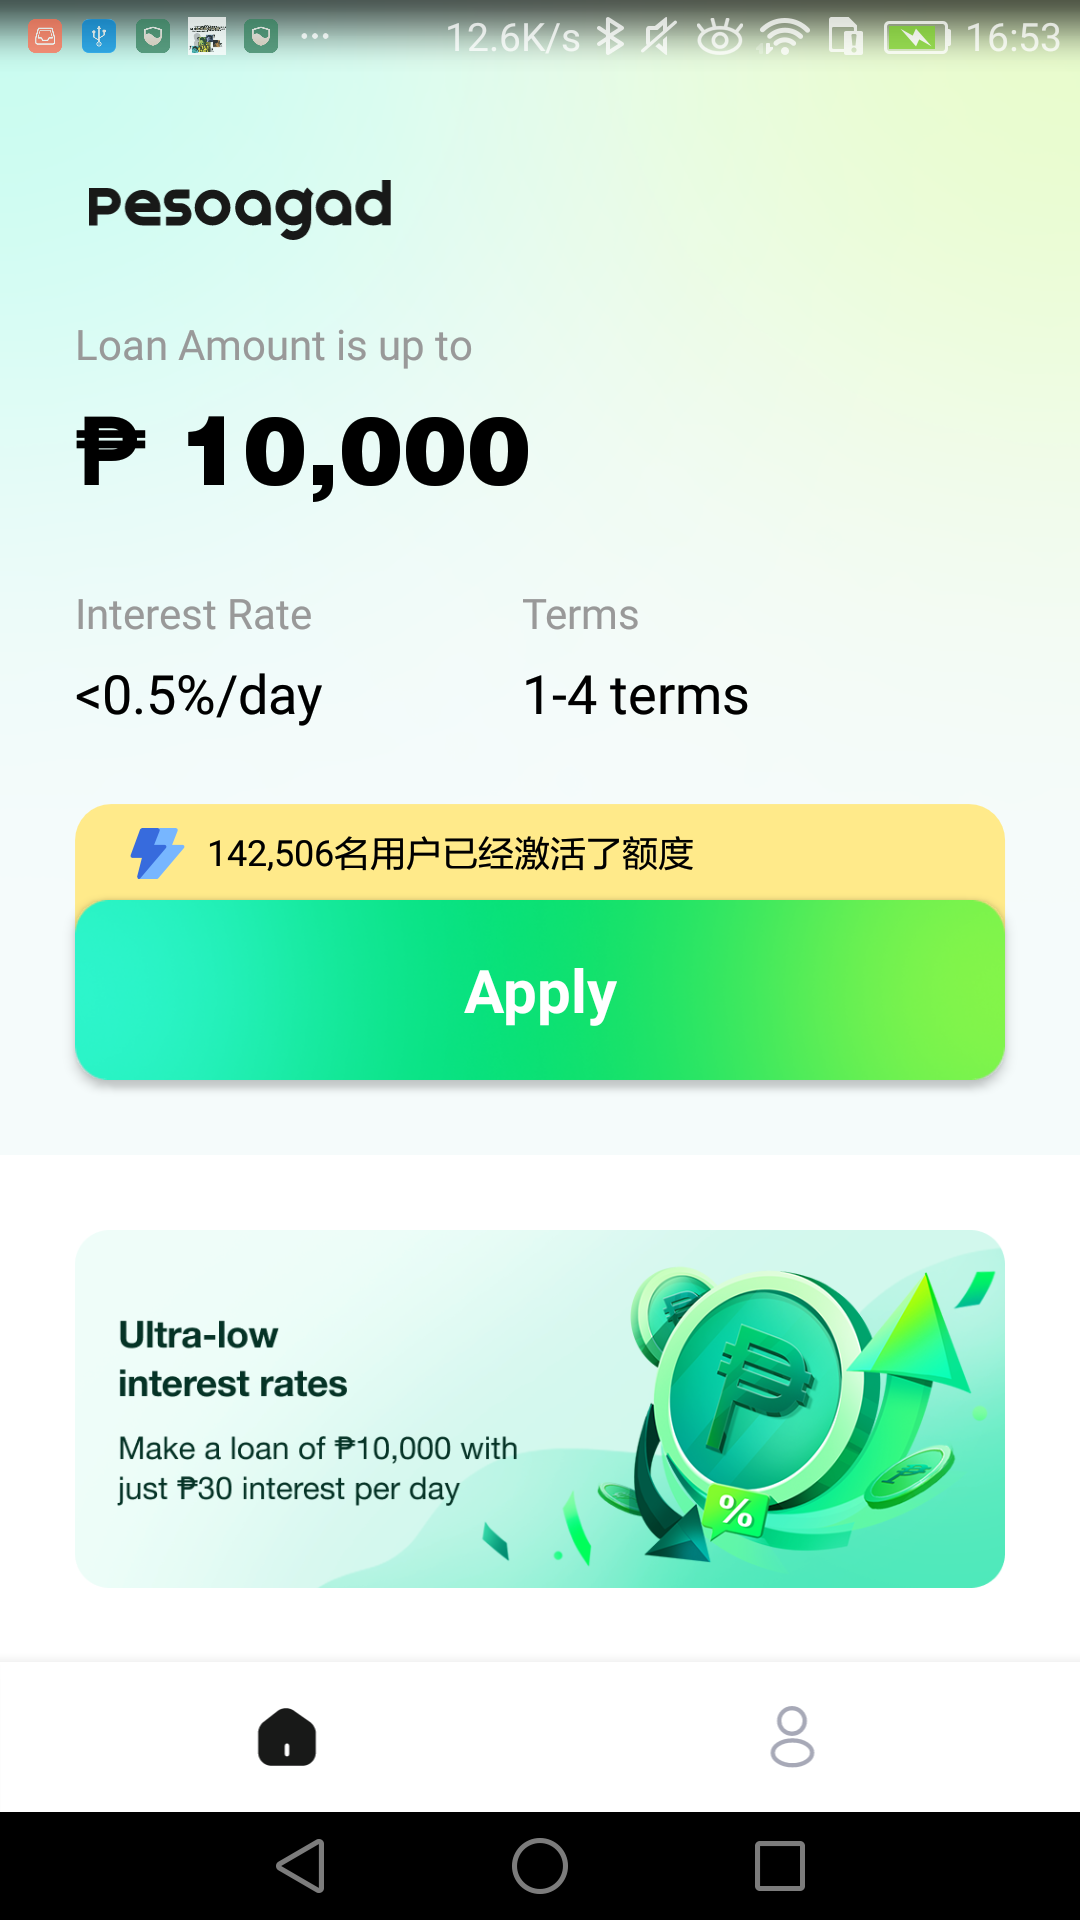 12.6K/s 16:53
Pesoagad
Loan Amount is up to
₱ 10,000
Interest Rate Terms
<0.5%/day 1-4 terms
142,506名用户已经激活了额度
Apply
Ultra-low
interest rates
Make a loan of ₱10,000 with
just ₱30 interest per day
%